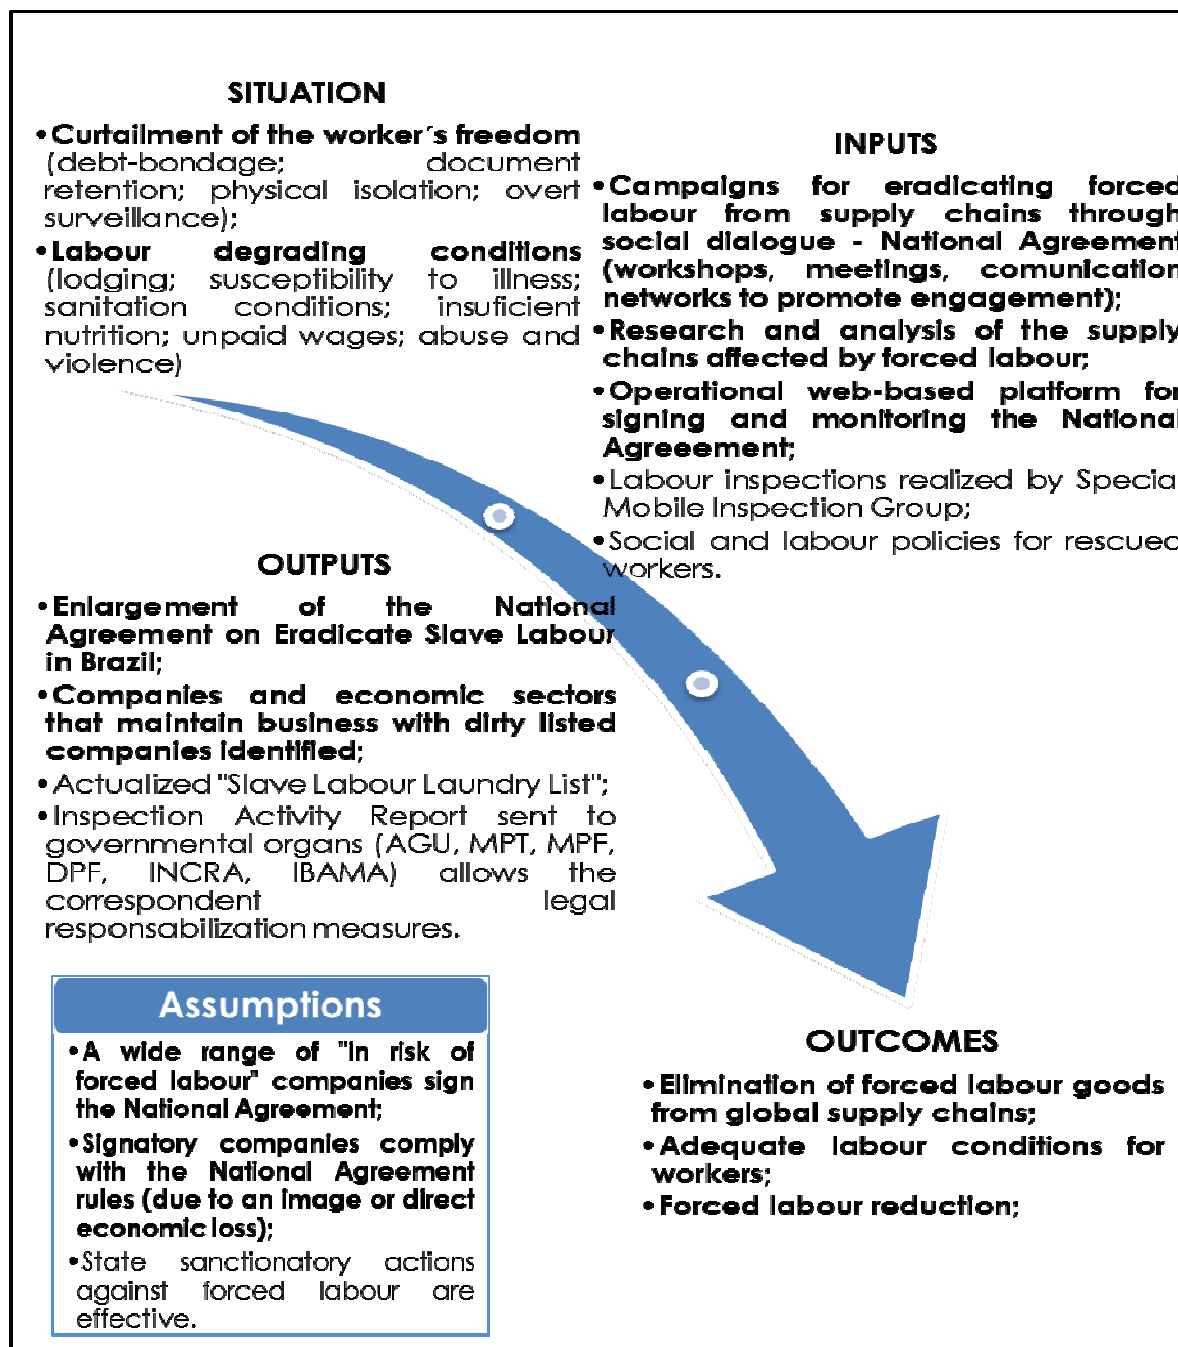 SITUATION
•Curtailment of the worker´s freedom
(debt-bondage; document
retention; physical isolation; overt
surveillance);
•Labour degrading conditions
(lodging; susceptibility to illness;
sanitation conditions; insuficient
nutrition; unpaid wages; abuse and
violence)
INPUTS
•Campaigns for eradicating forced
labour from supply chains through
social dialogue - National Agreement
(workshops, meetings, comunication
networks to promote engagement);
•Research and analysis of the supply
chains affected by forced labour;
•Operational web-based platform for
signing and monitoring the National
Agreeement;
•Labour inspections realized by Special
Mobile Inspection Group;
•Social and labour policies for rescued
workers.
OUTPUTS
•Enlargement of the National
Agreement on Eradicate Slave Labour
in Brazil;
•Companies and economic sectors
that maintain business with dirty listed
companies identified;
•Actualized "Slave Labour Laundry List";
•Inspection Activity Report sent to
governmental organs (AGU, MPT, MPF,
DPF, INCRA, IBAMA) allows the
correspondent legal
responsabilization measures.
Assumptions
•A wide range of "in risk of
forced labour" companies sign
the National Agreement;
•Signatory companies comply
with the National Agreement
rules (due to an image or direct
economic loss);
•State sanctionatory actions
against forced labour are
effective.
OUTCOMES
•Elimination of forced labour goods
from global supply chains;
•Adequate labour conditions for
workers;
•Forced labour reduction;